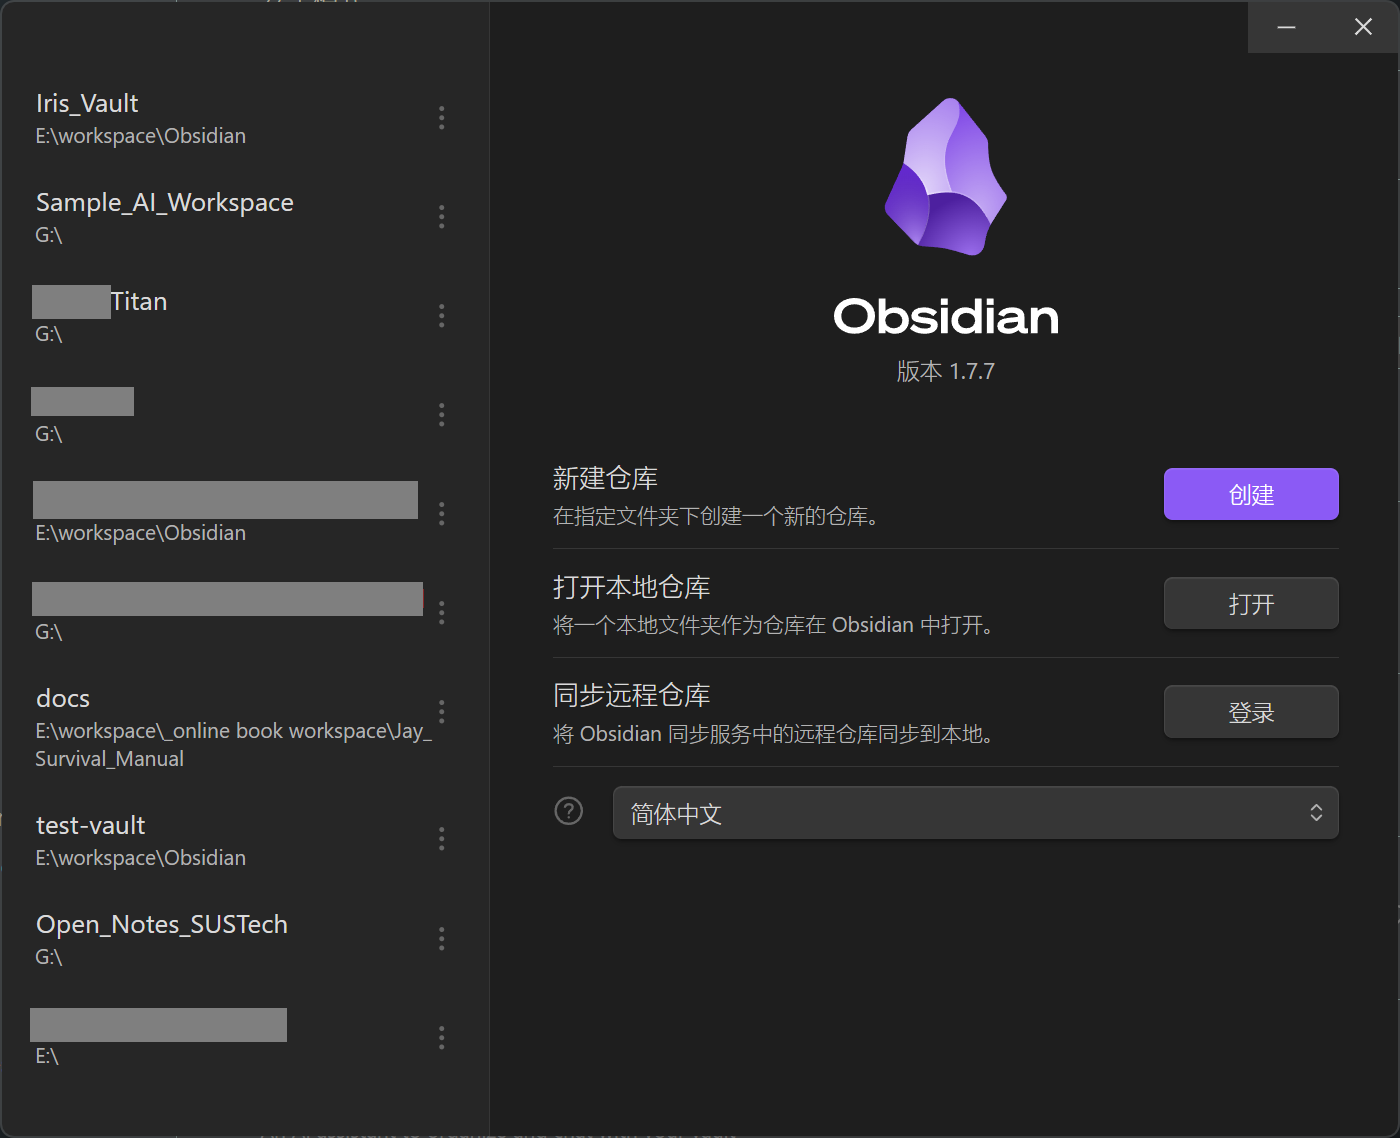 Iris_Vault
E:\workspace\Obsidian
Sample_AI_Workspace
G:\
Titan
G:\
G:\
E:\workspace\Obsidian
G:\
docs
E:\workspace\_online book workspace\Jay_
Survival_Manual
test-vault
E:\workspace\Obsidian
Open_Notes_SUSTech
G:\
E:\
Obsidian
版本 1.7.7
新建仓库
在指定文件夹下创建一个新的仓库。
创建
打开本地仓库
将一个本地文件夹作为仓库在 Obsidian 中打开。
打开
同步远程仓库
将 Obsidian 同步服务中的远程仓库同步到本地。
登录
简体中文